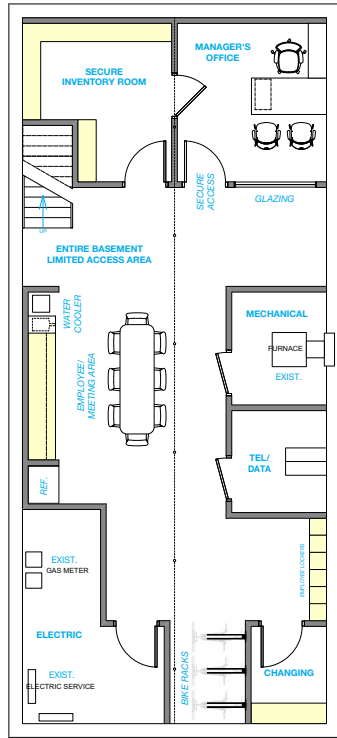 MANAGER'S
OFFICE
SECURE
INVENTORY ROOM
SECURE
ACCESS
GLAZING
UP
ENTIRE BASEMENT
LIMITED ACCESS AREA
WATER
COOLER
MECHANICAL
FURNACE
EXIST.
EMPLOYEE/
MEETING AREA
TEL/
DATA
REF.
EXIST.
GAS METER
EMPLOYEE LOCKERS
ELECTRIC
EXIST.
ELECTRIC SERVICE
BIKE RACKS
CHANGING